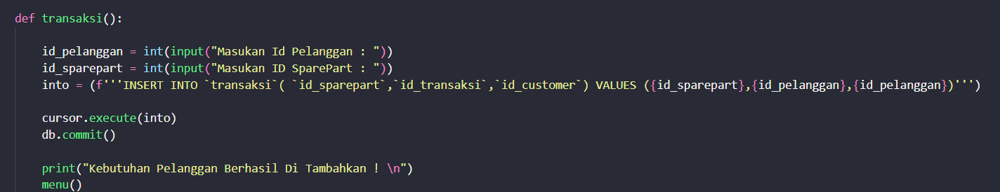 def transaksi():
id_pelanggan = int(input("Masukan Id Pelanggan : "))
id_sparepart = int(input("Masukan ID SparePart : "))
into = (f'''INSERT INTO `transaksi`( `id_sparepart`,`id_transaksi`,`id_customer`) VALUES ({id_sparepart},{id_pelanggan},{id_pelanggan})''')
cursor.execute(into)
db.commit()
print("Kebutuhan Pelanggan Berhasil Di Tambahkan ! \n")
menu()